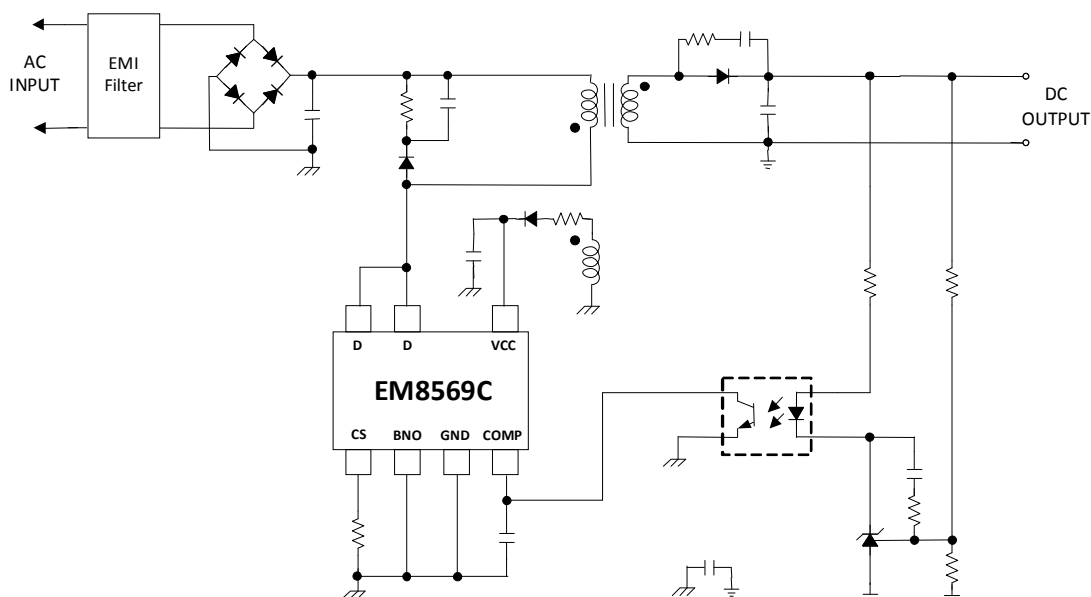 AC
INPUT
EMI
Filter
DC
OUTPUT
D D VCC
EM8569C
CS BNO GND COMP